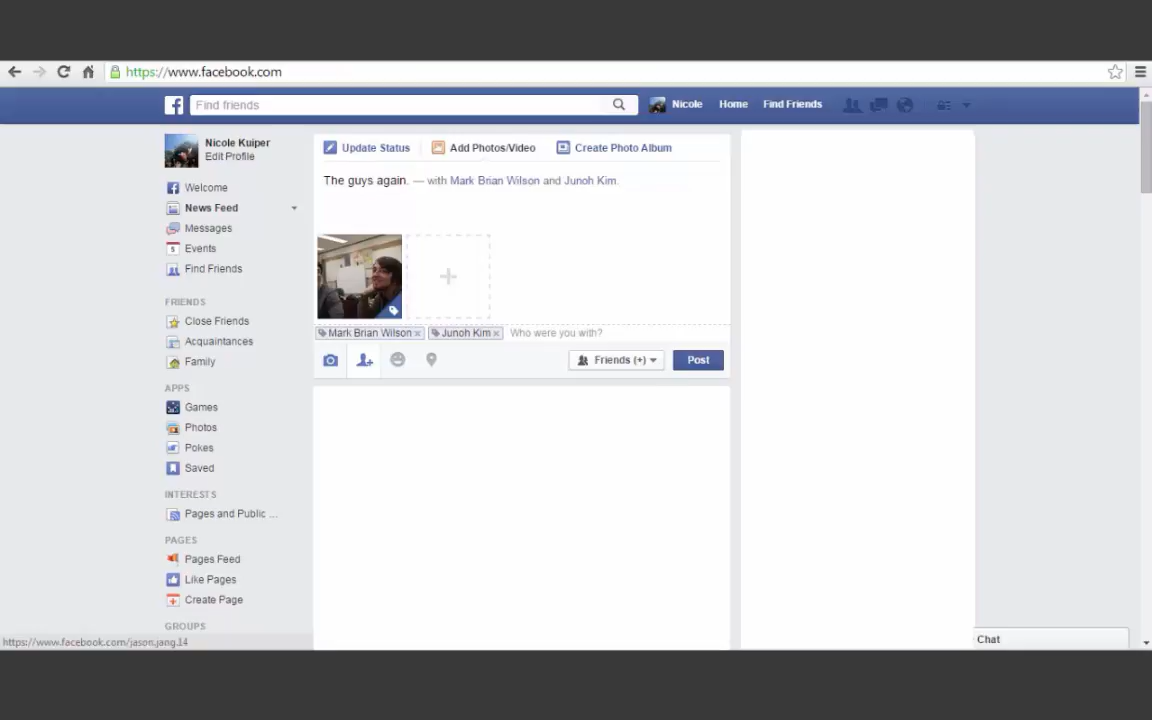 https://www.facebook.com
Find friends
Nicole
Home
Find Friends
Nicole Kuiper
Edit Profile
Welcome
News Feed
Messages
Events
Find Friends
FRIENDS
Close Friends
Acquaintances
Family
APPS
Games
Photos
Pokes
Saved
INTERESTS
Pages and Public ...
PAGES
Pages Feed
Like Pages
Create Page
GROUPS
Update Status
Add Photos/Video
Create Photo Album
The guys again. — with Mark Brian Wilson and Junoh Kim.
Mark Brian Wilson × Junoh Kim × Who were you with?
Friends (+)
Post
Chat
https://www.facebook.com/jason.jang.14